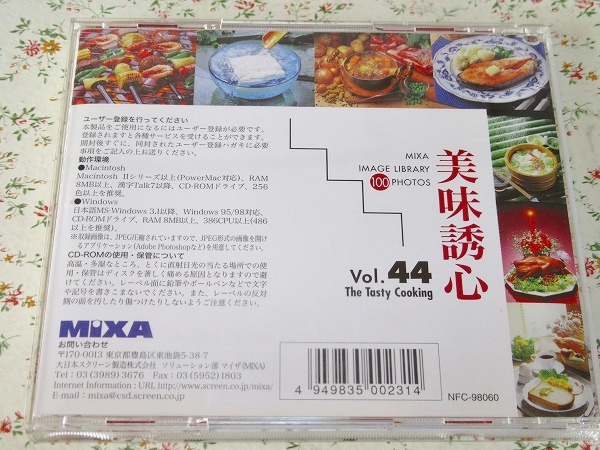 ユーザー登録を行ってください
本製品をご使用になるにはユーザー登録が必要です。
登録されますと各種サービスを受けることができます。
開封後すぐに、同封されたユーザー登録ハガキに必要
事項をご記入の上お送りください。
動作環境
●Macintosh
Macintosh IIシリーズ以上(PowerMac対応)、RAM
8MB以上、漢字Talk7以降、CD-ROMドライブ、256
色以上を推奨。
●Windows
日本語MS-Windows 3.1以降、Windows 95/98対応、
CD-ROMドライブ、RAM 8MB以上、386CPU以上(486
以上を推奨)。
※収録画像は、JPEG圧縮されていますので、JPEG形式の画像を開け
るアプリケーション(Adobe Photoshopなど)を用意してください。
CD-ROMの使用・保管について
高温・多湿なところ、とくに直射日光の当たる場所での使
用・保管はディスクを著しく痛める原因となりますので避
けてください。レーベル面に鉛筆やボールペンなどで文字
や記号を書きこまないでください。また、レーベルの反対
側の面を汚したり傷つけたりしないようご注意ください。
MIXA
お問い合わせ
〒170-0013 東京都豊島区東池袋5-38-7
大日本スクリーン製造株式会社 ソリューション部 マイザ(MIXA)
Tel : 03(3989)3676 Fax : 03(5952)1803
Internet Information : URL http://www.screen.co.jp/mixa/
E-mail : mixa@csd.screen.co.jp
MIXA
IMAGE LIBRARY
100 PHOTOS
美味誘心
Vol. 44
The Tasty Cooking
4 949835 002314
NFC-98060